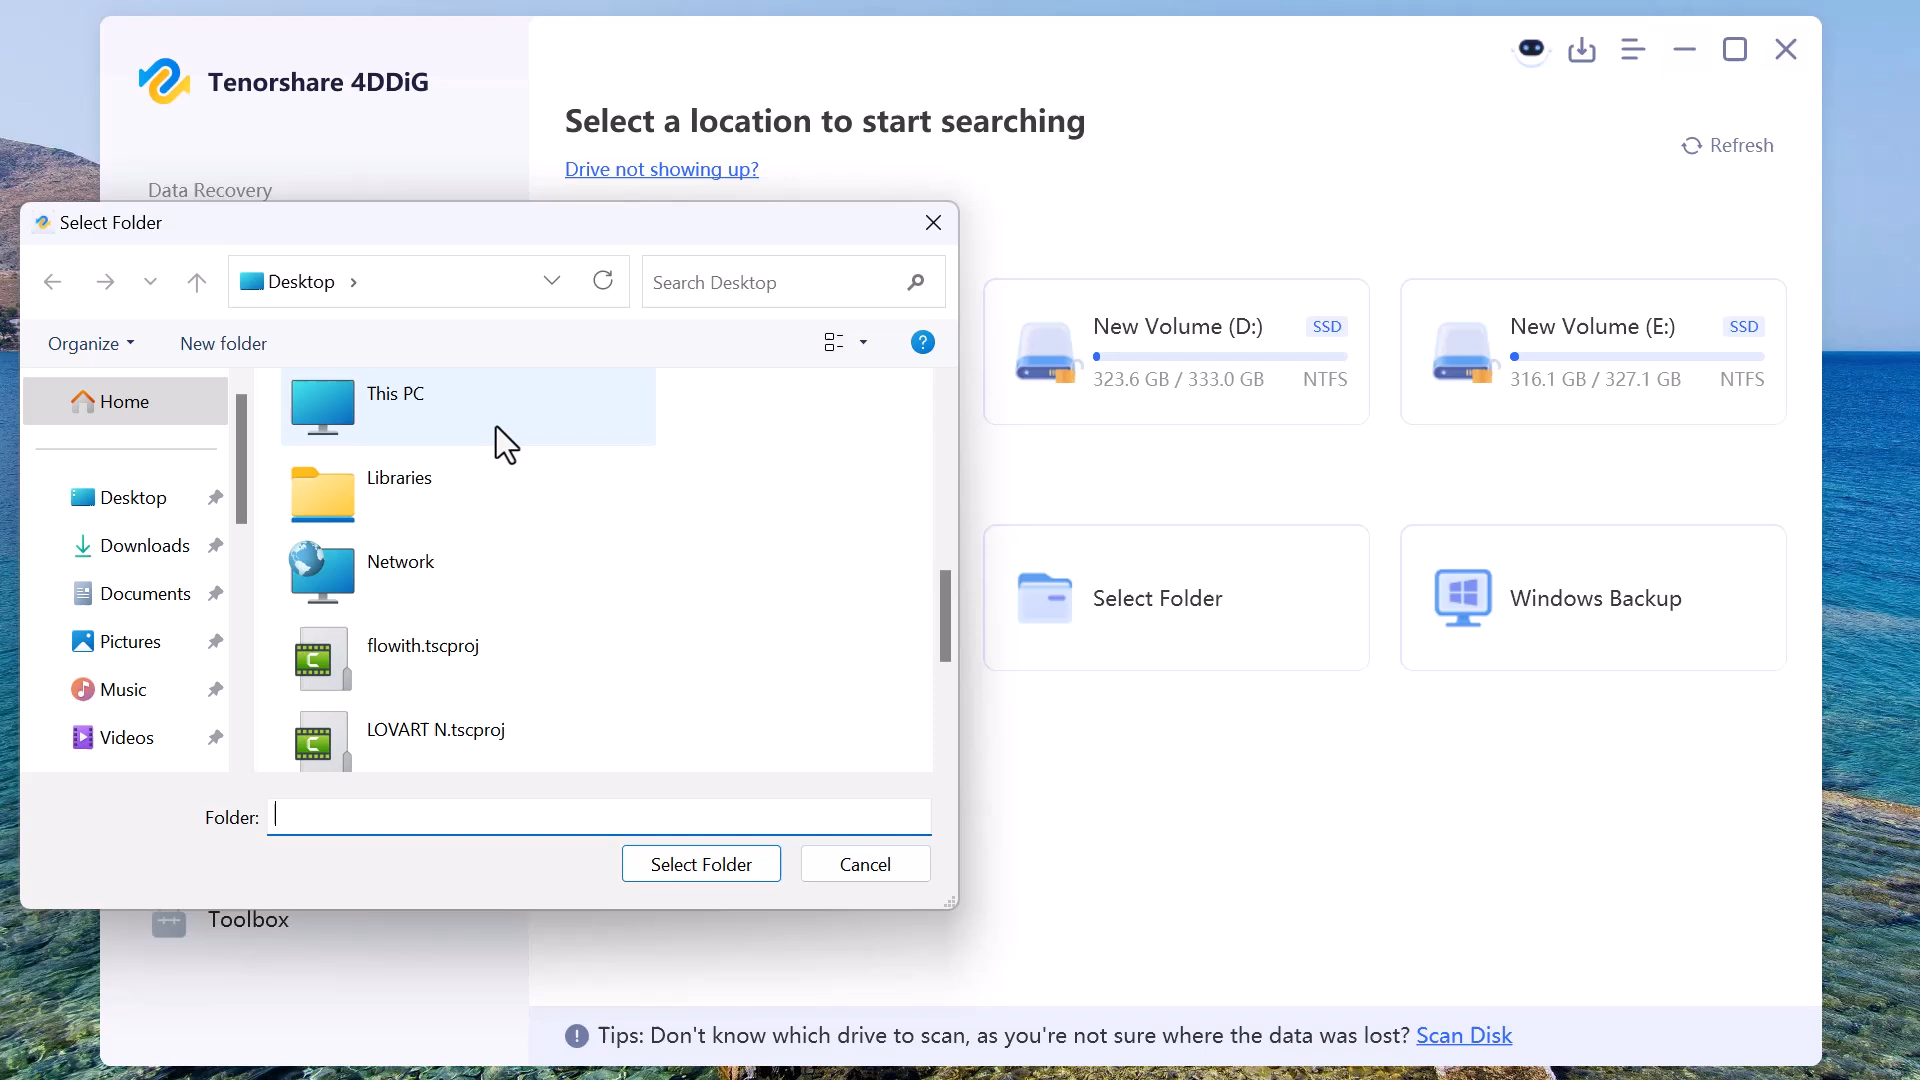 Tenorshare 4DDiG
Select a location to start searching
Drive not showing up?
Refresh
Data Recovery
Select Folder
Desktop
Search Desktop
Organize
New folder
Home
Desktop
Downloads
Documents
Pictures
Music
Videos
This PC
Libraries
Network
flowith.tscproj
LOVART N.tscproj
Folder:
Select Folder
Cancel
New Volume (D:) SSD
323.6 GB / 333.0 GB NTFS
New Volume (E:) SSD
316.1 GB / 327.1 GB NTFS
Select Folder
Windows Backup
Toolbox
Tips: Don't know which drive to scan, as you're not sure where the data was lost? Scan Disk